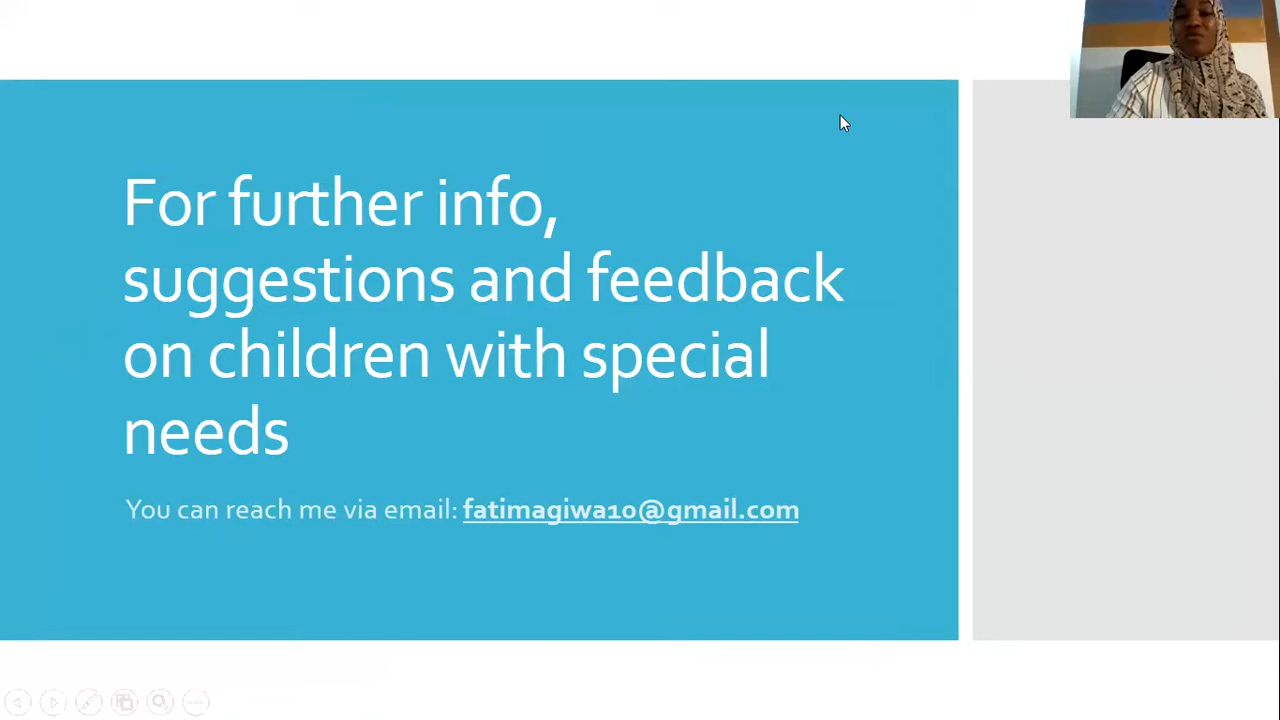 For further info,
suggestions and feedback
on children with special
needs
You can reach me via email: fatimagiwa10@gmail.com